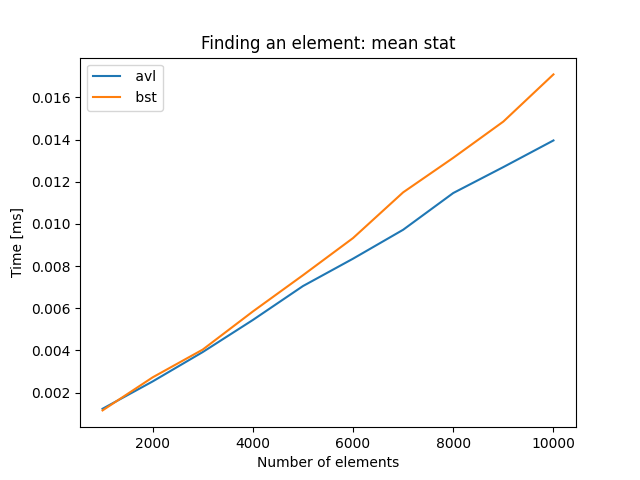 Finding an element: mean stat
avl
bst
0.016
0.014
0.012
0.010
0.008
0.006
0.004
0.002
Time [ms]
2000 4000 6000 8000 10000
Number of elements